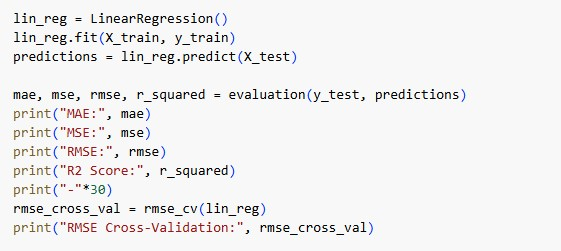 lin_reg = LinearRegression()
lin_reg.fit(X_train, y_train)
predictions = lin_reg.predict(X_test)
mae, mse, rmse, r_squared = evaluation(y_test, predictions)
print("MAE:", mae)
print("MSE:", mse)
print("RMSE:", rmse)
print("R2 Score:", r_squared)
print("-"*30)
rmse_cross_val = rmse_cv(lin_reg)
print("RMSE Cross-Validation:", rmse_cross_val)